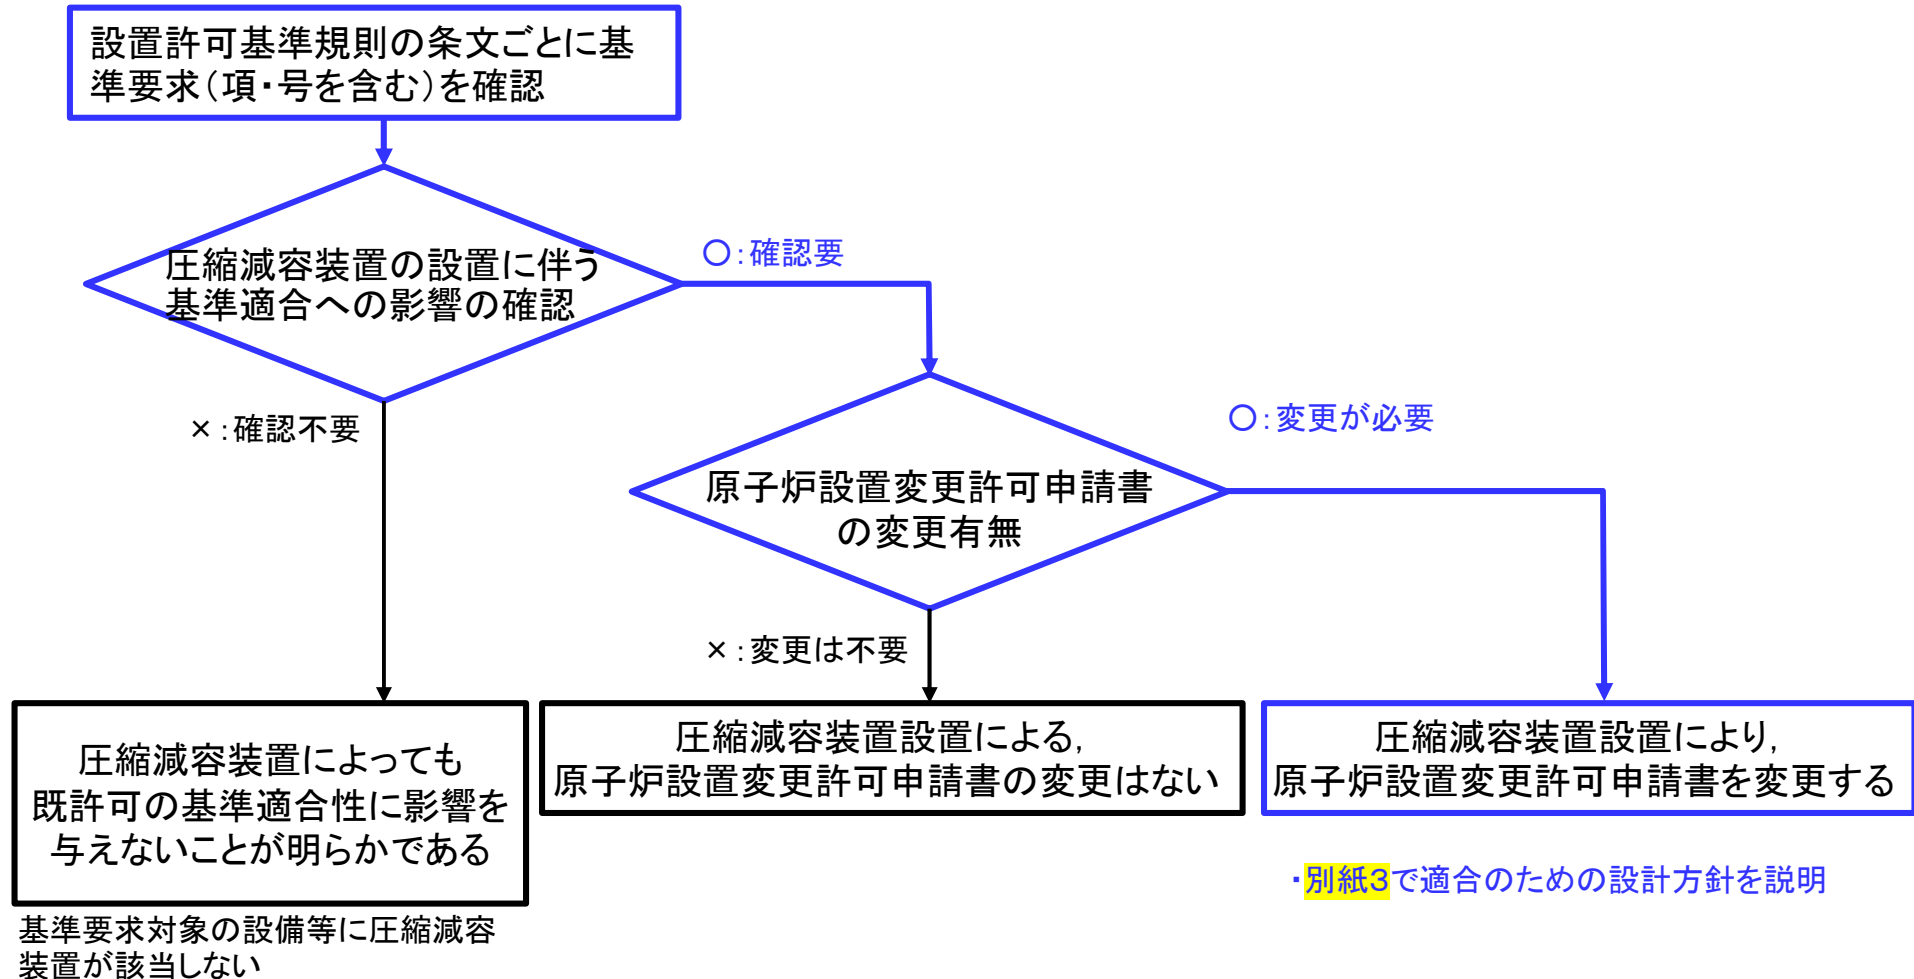 設置許可基準規則の条文ごとに基
準要求(項・号を含む)を確認
圧縮減容装置の設置に伴う
基準適合への影響の確認
○:確認要
×:確認不要
原子炉設置変更許可申請書
の変更有無
○:変更が必要
×:変更は不要
圧縮減容装置によっても
既許可の基準適合性に影響を
与えないことが明らかである
圧縮減容装置設置による,
原子炉設置変更許可申請書の変更はない
圧縮減容装置設置により,
原子炉設置変更許可申請書を変更する
・別紙3で適合のための設計方針を説明
基準要求対象の設備等に圧縮減容
装置が該当しない